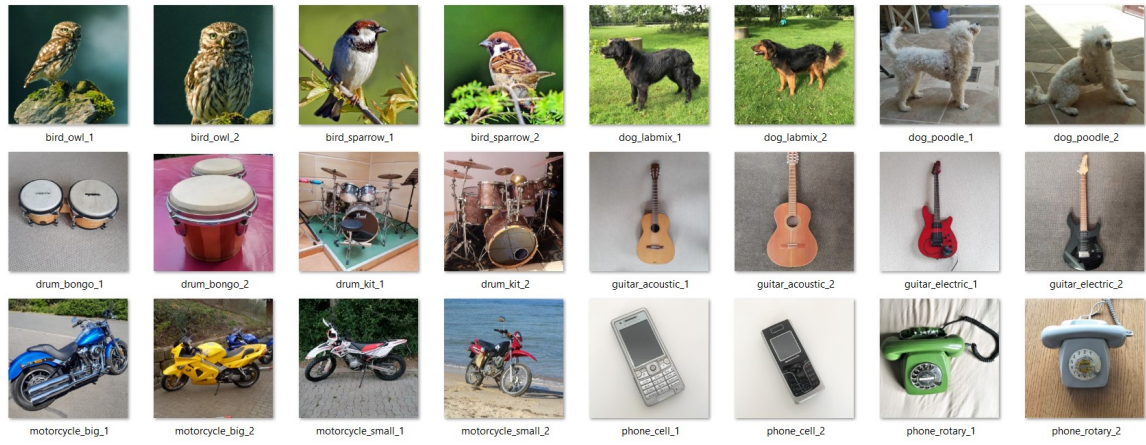 bird_owl_1 bird_owl_2 bird_sparrow_1 bird_sparrow_2 dog_labmix_1 dog_labmix_2 dog_poodle_1 dog_poodle_2
Pearl
drum_bongo_1 drum_bongo_2 drum_kit_1 drum_kit_2 guitar_acoustic_1 guitar_acoustic_2 guitar_electric_1 guitar_electric_2
motorcycle_big_1 motorcycle_big_2 motorcycle_small_1 motorcycle_small_2 phone_cell_1 phone_cell_2 phone_rotary_1 phone_rotary_2